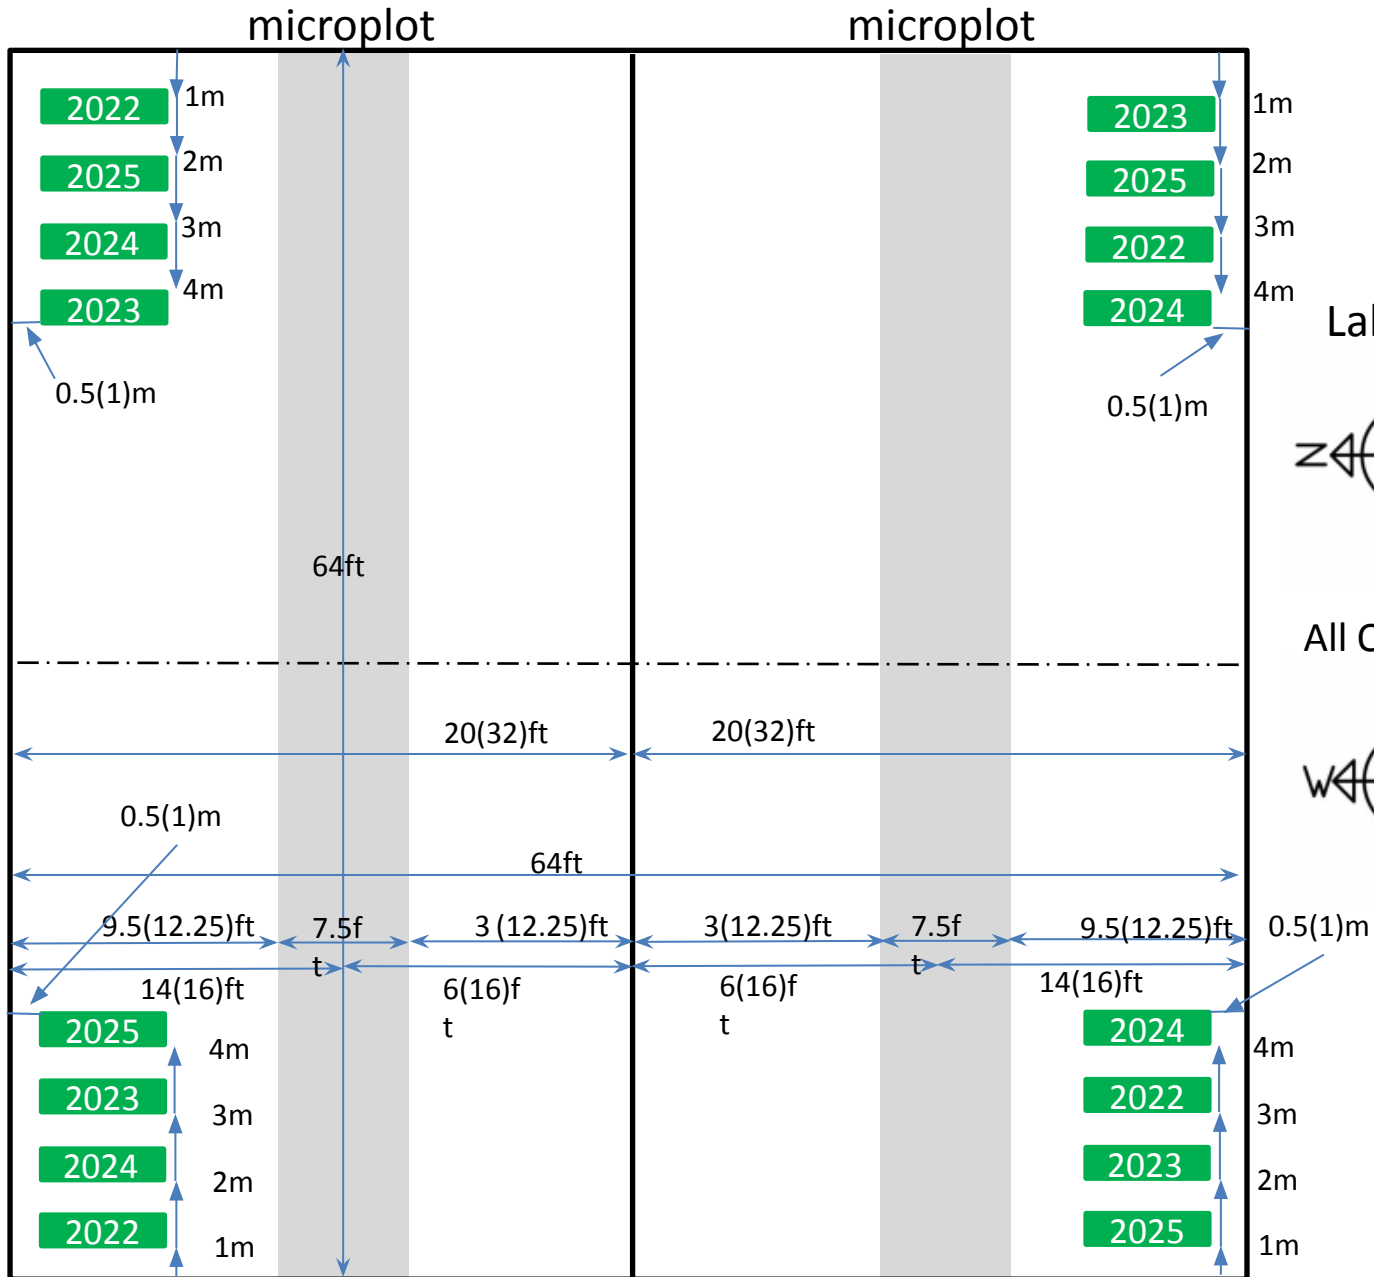 microplot microplot
2022 1m 2023 1m
2025 2m 2025 2m
2024 3m 2022 3m
2023 4m 2024 4m
0.5(1)m 0.5(1)m
N
64ft
20(32)ft 20(32)ft
W
0.5(1)m
64ft
9.5(12.25)ft 7.5f 3 (12.25)ft 3(12.25)ft 7.5f 9.5(12.25)ft 0.5(1)m
t t
14(16)ft 6(16)f 6(16)f 14(16)ft
t t
2025 4m 2024 4m
2023 3m 2022 3m
2024 2m 2023 2m
2022 1m 2025 1m